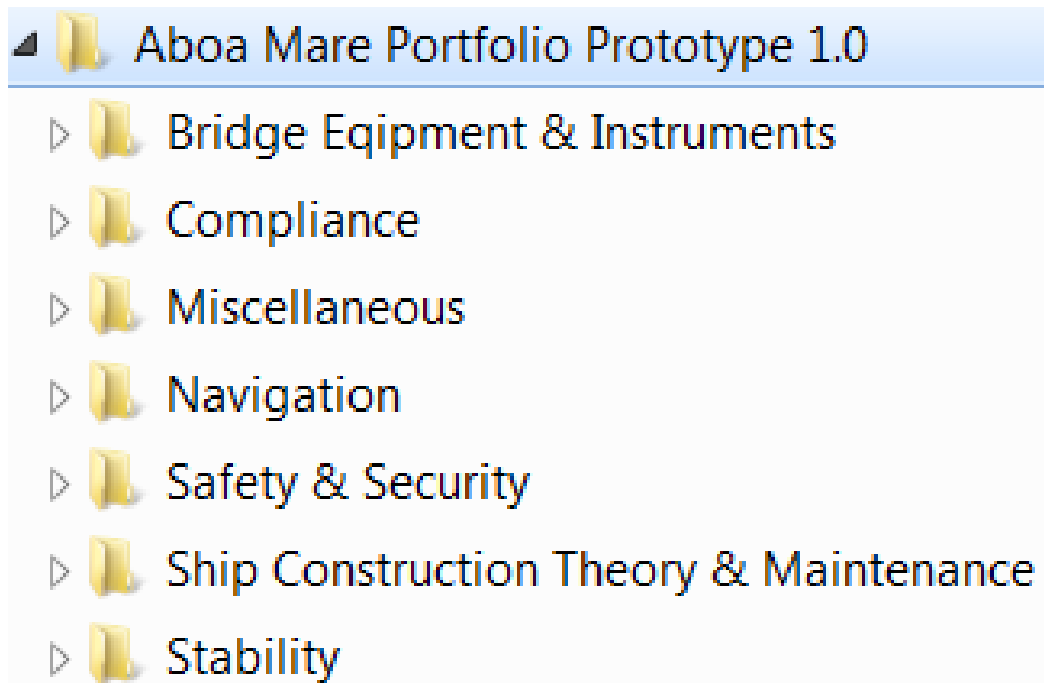 Aboa Mare Portfolio Prototype 1.0
Bridge Eqipment & Instruments
Compliance
Miscellaneous
Navigation
Safety & Security
Ship Construction Theory & Maintenance
Stability